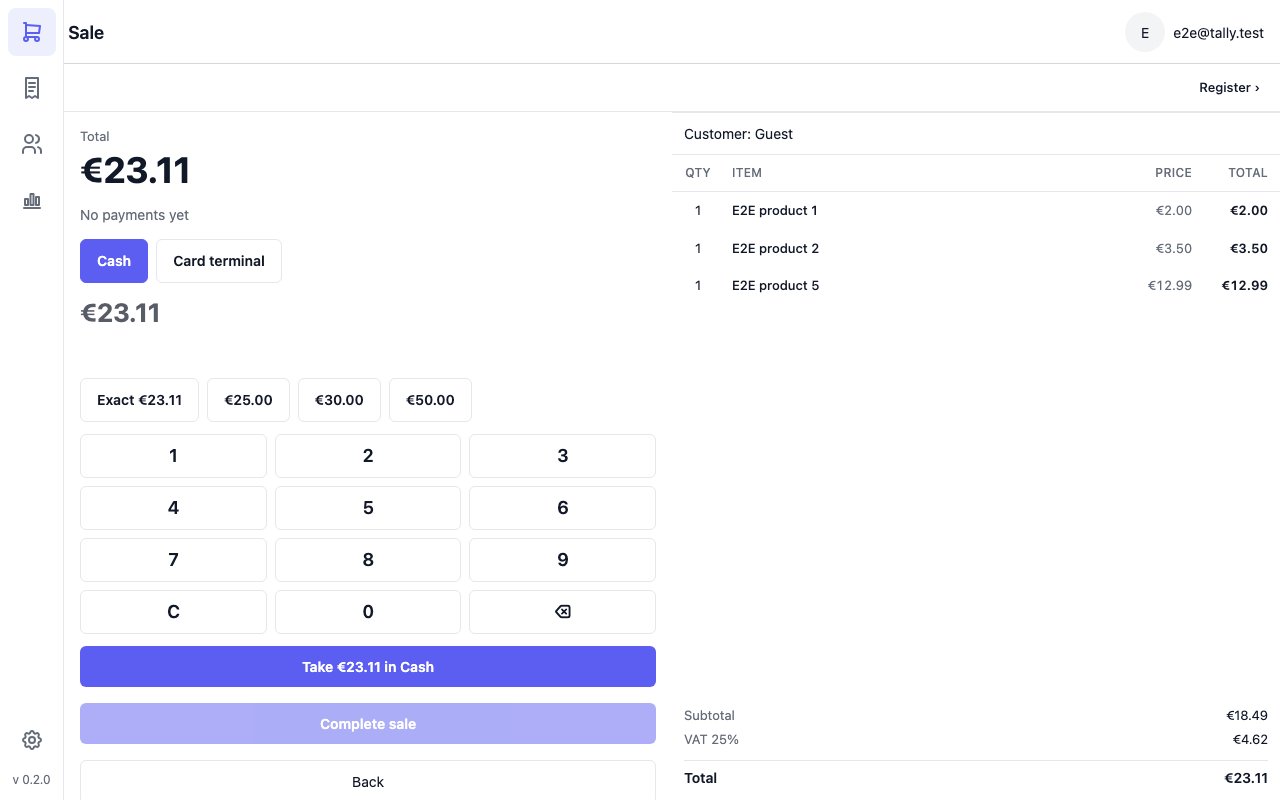 Sale
E e2e@tally.test
Register ›
Total
€23.11
No payments yet
Cash Card terminal
€23.11
Exact €23.11 €25.00 €30.00 €50.00
1 2 3
4 5 6
7 8 9
C 0
Take €23.11 in Cash
Complete sale
Back
Customer: Guest
QTY ITEM PRICE TOTAL
1 E2E product 1 €2.00 €2.00
1 E2E product 2 €3.50 €3.50
1 E2E product 5 €12.99 €12.99
Subtotal €18.49
VAT 25% €4.62
Total €23.11
v 0.2.0